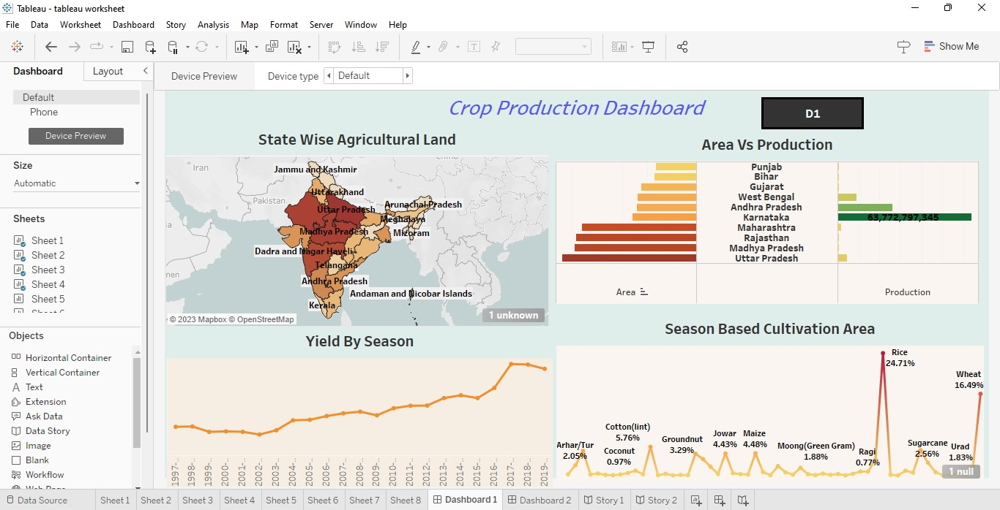 Tableau - tableau worksheet
File Data Worksheet Dashboard Story Analysis Map Format Server Window Help
Show Me
Dashboard
Layout
Default
Phone
Device Preview
Size
Automatic
Sheets
Sheet 1
Sheet 2
Sheet 3
Sheet 4
Sheet 5
Objects
Horizontal Container
Vertical Container
Text
Extension
Ask Data
Data Story
Image
Blank
Workflow
Device Preview
Device type
Default
Crop Production Dashboard
D1
State Wise Agricultural Land
Iran
China
Pakistan
Jammu and Kashmir
Uttarakhand
Arunachal Pradesh
Uttar Pradesh
Meghalaya
Madhya Pradesh
Mizoram
Dadra and Nagar Haveli
Telangana
Andhra Pradesh
Andaman and Nicobar Islands
Kerala
© 2023 Mapbox © OpenStreetMap
1 unknown
Area Vs Production
Punjab
Bihar
Gujarat
West Bengal
Andhra Pradesh
Karnataka
63,772,797,345
Maharashtra
Rajasthan
Madhya Pradesh
Uttar Pradesh
Area
Production
Yield By Season
1997-.. 1998-.. 1999-.. 2000-.. 2001-.. 2002-.. 2003-.. 2004-.. 2005-.. 2006-.. 2007-.. 2008-.. 2009-.. 2010-.. 2011-.. 2012-.. 2013-.. 2014-.. 2015-.. 2016-.. 2017-.. 2018-.. 2019-..
Season Based Cultivation Area
Arhar/Tur
2.05%
Cotton(lint)
5.76%
Coconut
0.97%
Groundnut
3.29%
Jowar
4.43%
Maize
4.48%
Moong(Green Gram)
1.88%
Ragi
0.77%
Rice
24.71%
Sugarcane
2.56%
Urad
1.83%
Wheat
16.49%
1 null
Data Source
Sheet 1
Sheet 2
Sheet 3
Sheet 4
Sheet 5
Sheet 6
Sheet 7
Sheet 8
Dashboard 1
Dashboard 2
Story 1
Story 2